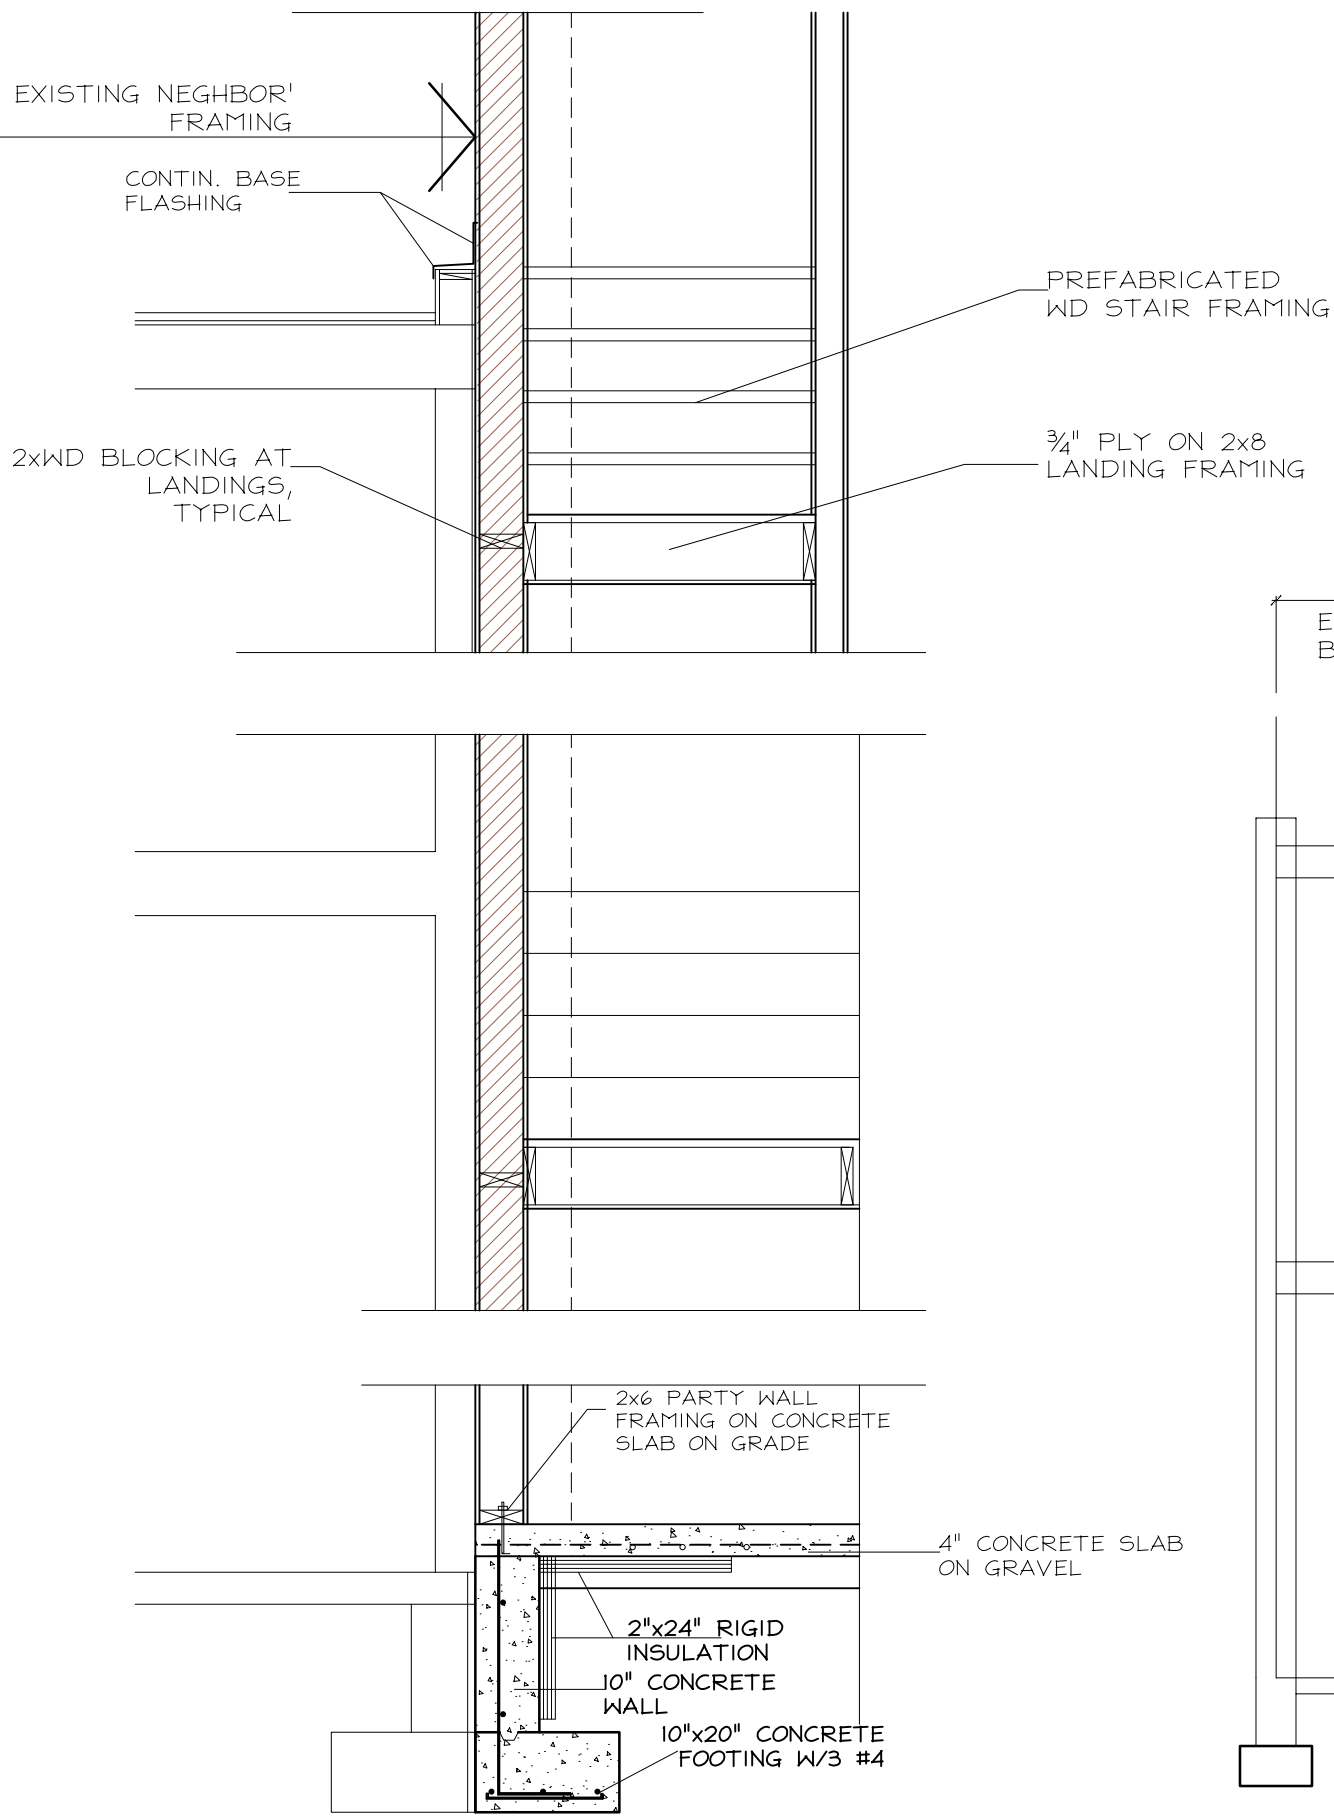 EXISTING NEGHBOR'
FRAMING
CONTIN. BASE
FLASHING
PREFABRICATED
WD STAIR FRAMING
2xWD BLOCKING AT
LANDINGS,
TYPICAL
¾" PLY ON 2x8
LANDING FRAMING
E
B
2x6 PARTY WALL
FRAMING ON CONCRETE
SLAB ON GRADE
4" CONCRETE SLAB
ON GRAVEL
2"x24" RIGID
INSULATION
10" CONCRETE
WALL
10"x20" CONCRETE
FOOTING W/3 #4